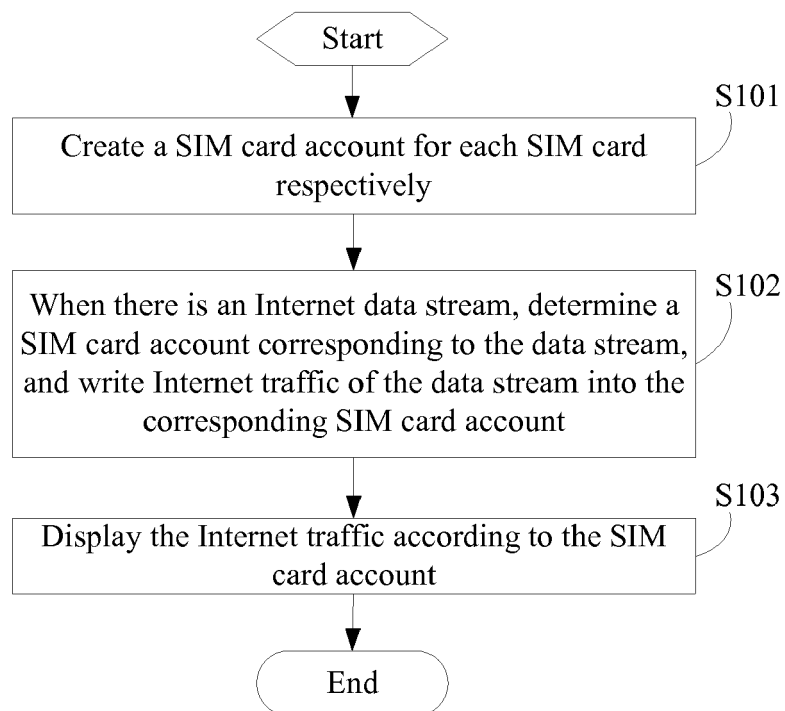 Start
S101
Create a SIM card account for each SIM card
respectively
S102
When there is an Internet data stream, determine a
SIM card account corresponding to the data stream,
and write Internet traffic of the data stream into the
corresponding SIM card account
S103
Display the Internet traffic according to the SIM
card account
End